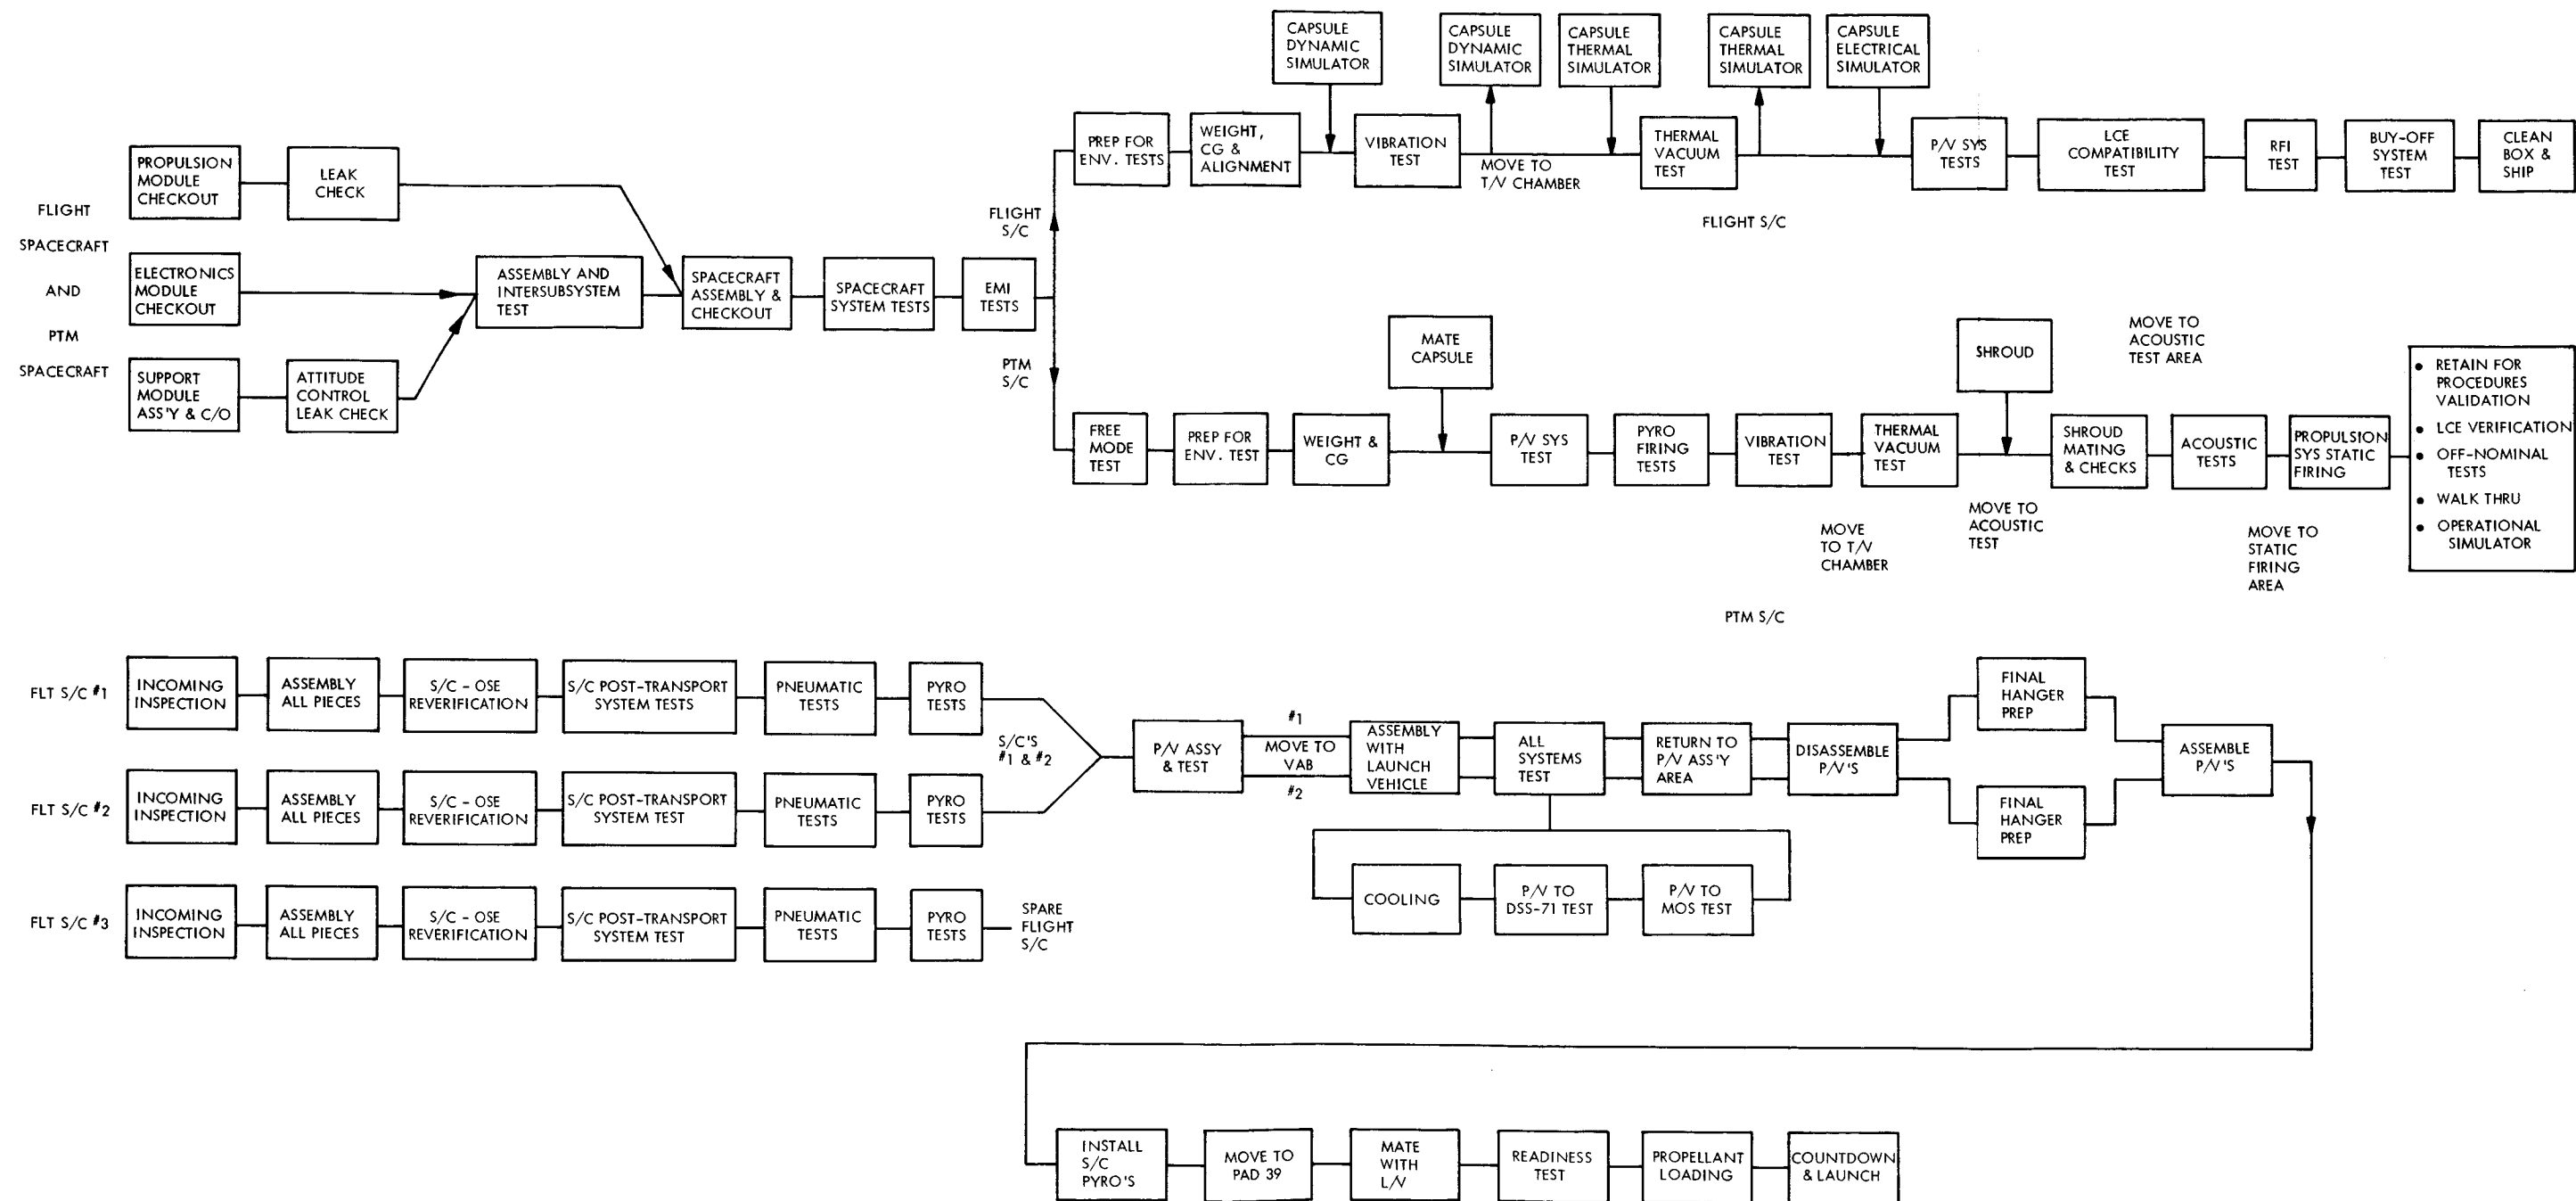 CAPSULE
DYNAMIC
SIMULATOR
CAPSULE
DYNAMIC
SIMULATOR
CAPSULE
THERMAL
SIMULATOR
CAPSULE
THERMAL
SIMULATOR
CAPSULE
ELECTRICAL
SIMULATOR
PREP FOR
ENV. TESTS
WEIGHT,
CG &
ALIGNMENT
VIBRATION
TEST
MOVE TO
T/V CHAMBER
THERMAL
VACUUM
TEST
P/V SYS
TESTS
LCE
COMPATIBILITY
TEST
RFI
TEST
BUY-OFF
SYSTEM
TEST
CLEAN
BOX &
SHIP
FLIGHT S/C
FLIGHT
SPACECRAFT
AND
PTM
SPACECRAFT
PROPULSION
MODULE
CHECKOUT
LEAK
CHECK
ELECTRONICS
MODULE
CHECKOUT
SUPPORT
MODULE
ASS'Y & C/O
ATTITUDE
CONTROL
LEAK CHECK
ASSEMBLY AND
INTERSUBSYSTEM
TEST
SPACECRAFT
ASSEMBLY &
CHECKOUT
SPACECRAFT
SYSTEM TESTS
EMI
TESTS
FLIGHT
S/C
PTM
S/C
MATE
CAPSULE
SHROUD
MOVE TO
ACOUSTIC
TEST AREA
FREE
MODE
TEST
PREP FOR
ENV. TEST
WEIGHT &
CG
P/V SYS
TEST
PYRO
FIRING
TESTS
VIBRATION
TEST
THERMAL
VACUUM
TEST
SHROUD
MATING
& CHECKS
ACOUSTIC
TESTS
PROPULSION
SYS STATIC
FIRING
• RETAIN FOR
PROCEDURES
VALIDATION
• LCE VERIFICATION
• OFF-NOMINAL
TESTS
• WALK THRU
• OPERATIONAL
SIMULATOR
MOVE
TO T/V
CHAMBER
MOVE TO
ACOUSTIC
TEST
MOVE TO
STATIC
FIRING
AREA
PTM S/C
FLT S/C #1
INCOMING
INSPECTION
ASSEMBLY
ALL PIECES
S/C - OSE
REVERIFICATION
S/C POST-TRANSPORT
SYSTEM TESTS
PNEUMATIC
TESTS
PYRO
TESTS
FLT S/C #2
INCOMING
INSPECTION
ASSEMBLY
ALL PIECES
S/C - OSE
REVERIFICATION
S/C POST-TRANSPORT
SYSTEM TEST
PNEUMATIC
TESTS
PYRO
TESTS
FLT S/C #3
INCOMING
INSPECTION
ASSEMBLY
ALL PIECES
S/C - OSE
REVERIFICATION
S/C POST-TRANSPORT
SYSTEM TEST
PNEUMATIC
TESTS
PYRO
TESTS
SPARE
FLIGHT
S/C
S/C'S
#1 & #2
P/V ASSY
& TEST
#1
MOVE TO
VAB
#2
ASSEMBLY
WITH
LAUNCH
VEHICLE
ALL
SYSTEMS
TEST
RETURN TO
P/V ASS'Y
AREA
DISASSEMBLE
P/V'S
FINAL
HANGER
PREP
FINAL
HANGER
PREP
ASSEMBLE
P/V'S
COOLING
P/V TO
DSS-71 TEST
P/V TO
MOS TEST
INSTALL
S/C
PYRO'S
MOVE TO
PAD 39
MATE
WITH
L/V
READINESS
TEST
PROPELLANT
LOADING
COUNTDOWN
& LAUNCH